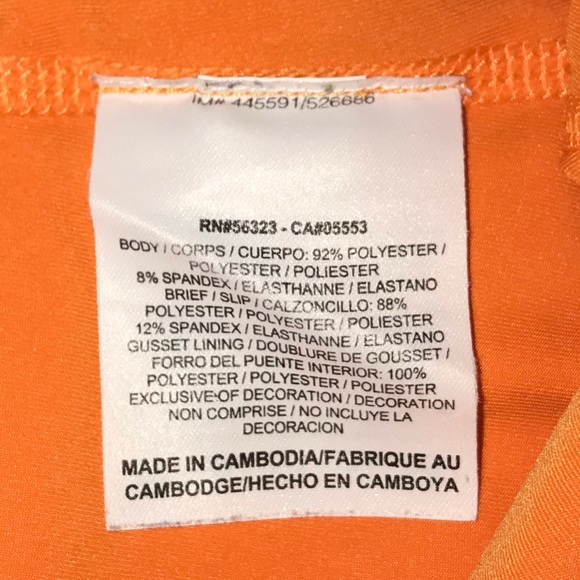 IM# 445591/526686
RN#56323 - CA#05553
BODY / CORPS / CUERPO: 92% POLYESTER /
POLYESTER / POLIESTER
8% SPANDEX / ELASTHANNE / ELASTANO
BRIEF / SLIP / CALZONCILLO: 88%
POLYESTER / POLYESTER / POLIESTER
12% SPANDEX / ELASTHANNE / ELASTANO
GUSSET LINING / DOUBLURE DE GOUSSET /
FORRO DEL PUENTE INTERIOR: 100%
POLYESTER / POLYESTER / POLIESTER
EXCLUSIVE OF DECORATION / DECORATION
NON COMPRISE / NO INCLUYE LA
DECORACION
MADE IN CAMBODIA/FABRIQUE AU
CAMBODGE/HECHO EN CAMBOYA